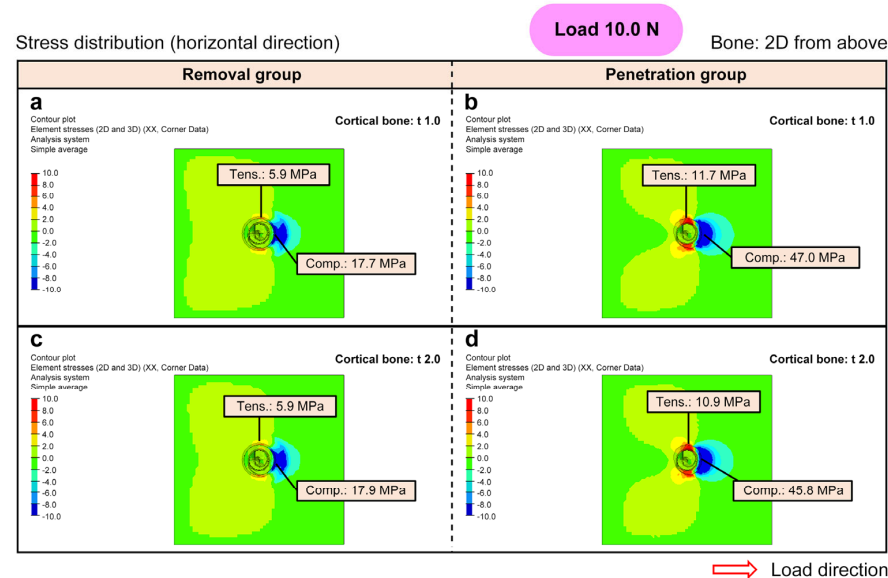 Load 10.0 N
Stress distribution (horizontal direction)
Bone: 2D from above
Removal group
Penetration group
a
Contour plot
Element stresses (2D and 3D) (XX, Corner Data)
Analysis system
Simple average
Cortical bone: t 1.0
10.0
8.0
6.0
4.0
2.0
0.0
-2.0
-4.0
-6.0
-8.0
-10.0
Tens.: 5.9 MPa
Comp.: 17.7 MPa
b
Contour plot
Element stresses (2D and 3D) (XX, Corner Data)
Analysis system
Simple average
Cortical bone: t 1.0
10.0
8.0
6.0
4.0
2.0
0.0
-2.0
-4.0
-6.0
-8.0
-10.0
Tens.: 11.7 MPa
Comp.: 47.0 MPa
c
Contour plot
Element stresses (2D and 3D) (XX, Corner Data)
Analysis system
Simple average
Cortical bone: t 2.0
10.0
8.0
6.0
4.0
2.0
0.0
-2.0
-4.0
-6.0
-8.0
-10.0
Tens.: 5.9 MPa
Comp.: 17.9 MPa
d
Contour plot
Element stresses (2D and 3D) (XX, Corner Data)
Analysis system
Simple average
Cortical bone: t 2.0
10.0
8.0
6.0
4.0
2.0
0.0
-2.0
-4.0
-6.0
-8.0
-10.0
Tens.: 10.9 MPa
Comp.: 45.8 MPa
Load direction